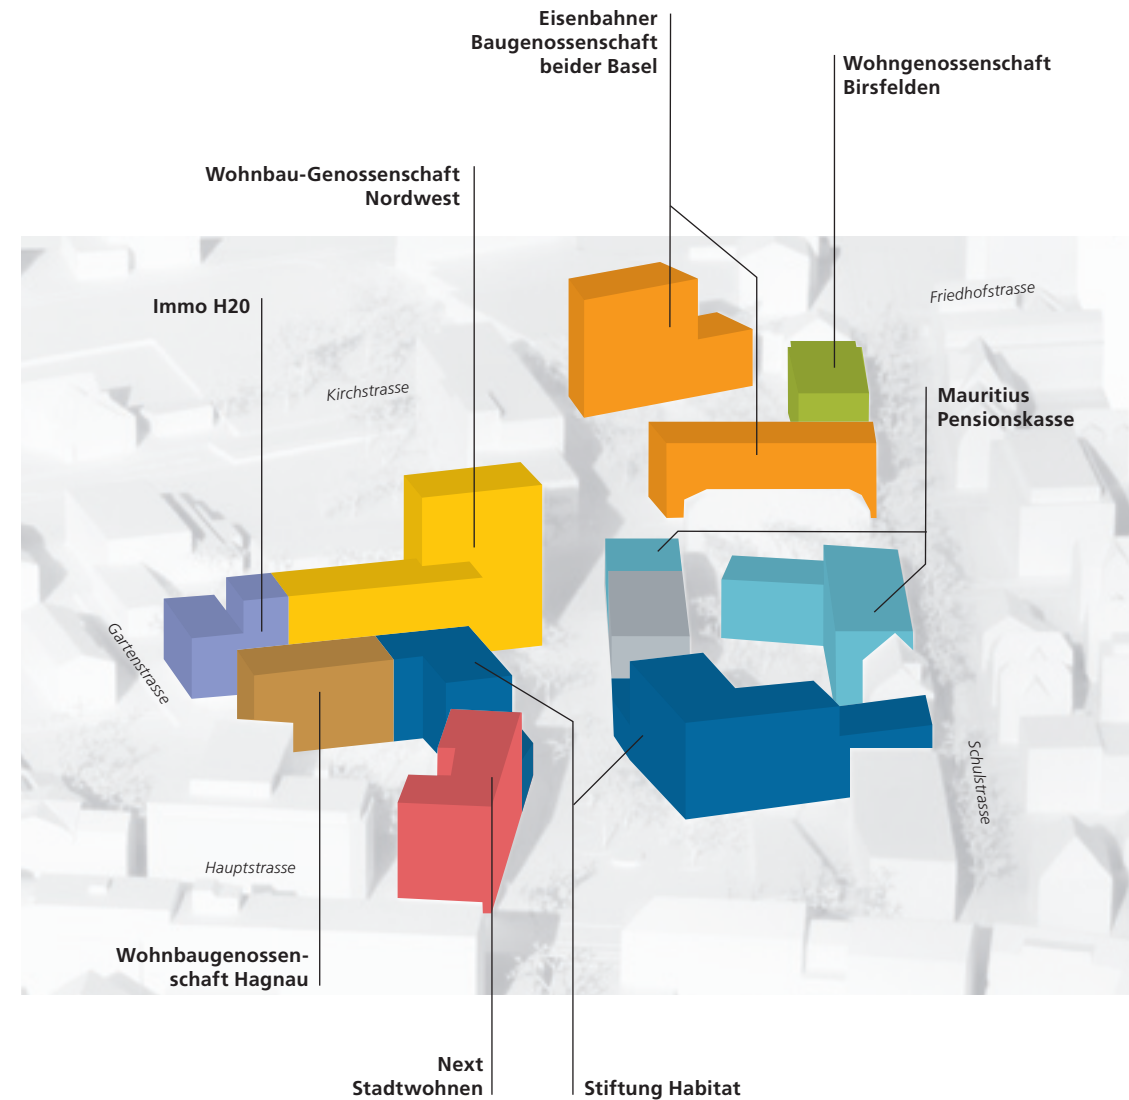 Eisenbahner
Baugenossenschaft
beider Basel
Wohngenossenschaft
Birsfelden
Wohnbau-Genossenschaft
Nordwest
Immo H20
Friedhofstrasse
Kirchstrasse
Mauritius
Pensionskasse
Gartenstrasse
Schulstrasse
Hauptstrasse
Wohnbaugenossen-
schaft Hagnau
Next
Stadtwohnen
Stiftung Habitat